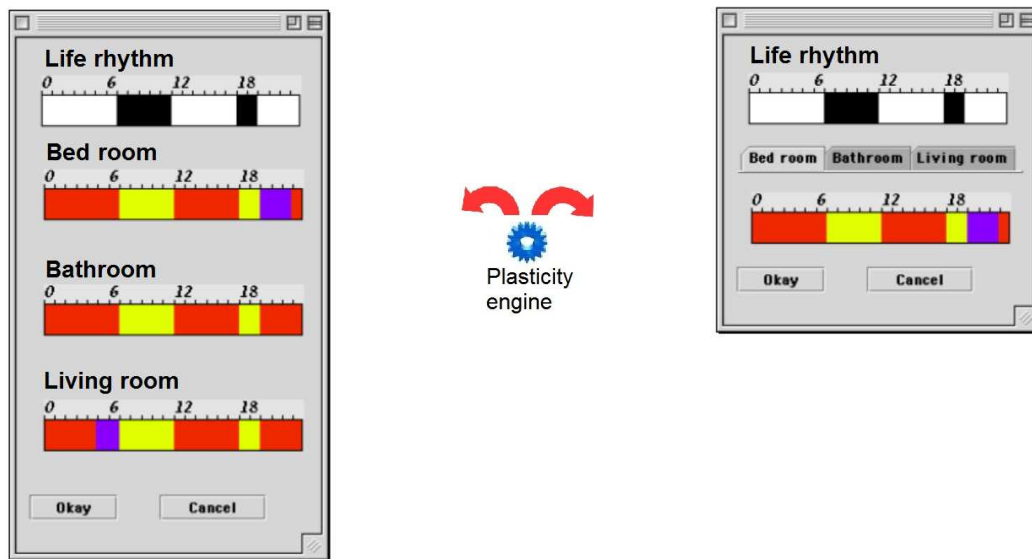 Life rhythm
0 6 12 18
Bed room
0 6 12 18
Bathroom
0 6 12 18
Living room
0 6 12 18
Okay Cancel
Plasticity
engine
Life rhythm
0 6 12 18
Bed room Bathroom Living room
0 6 12 18
Okay Cancel